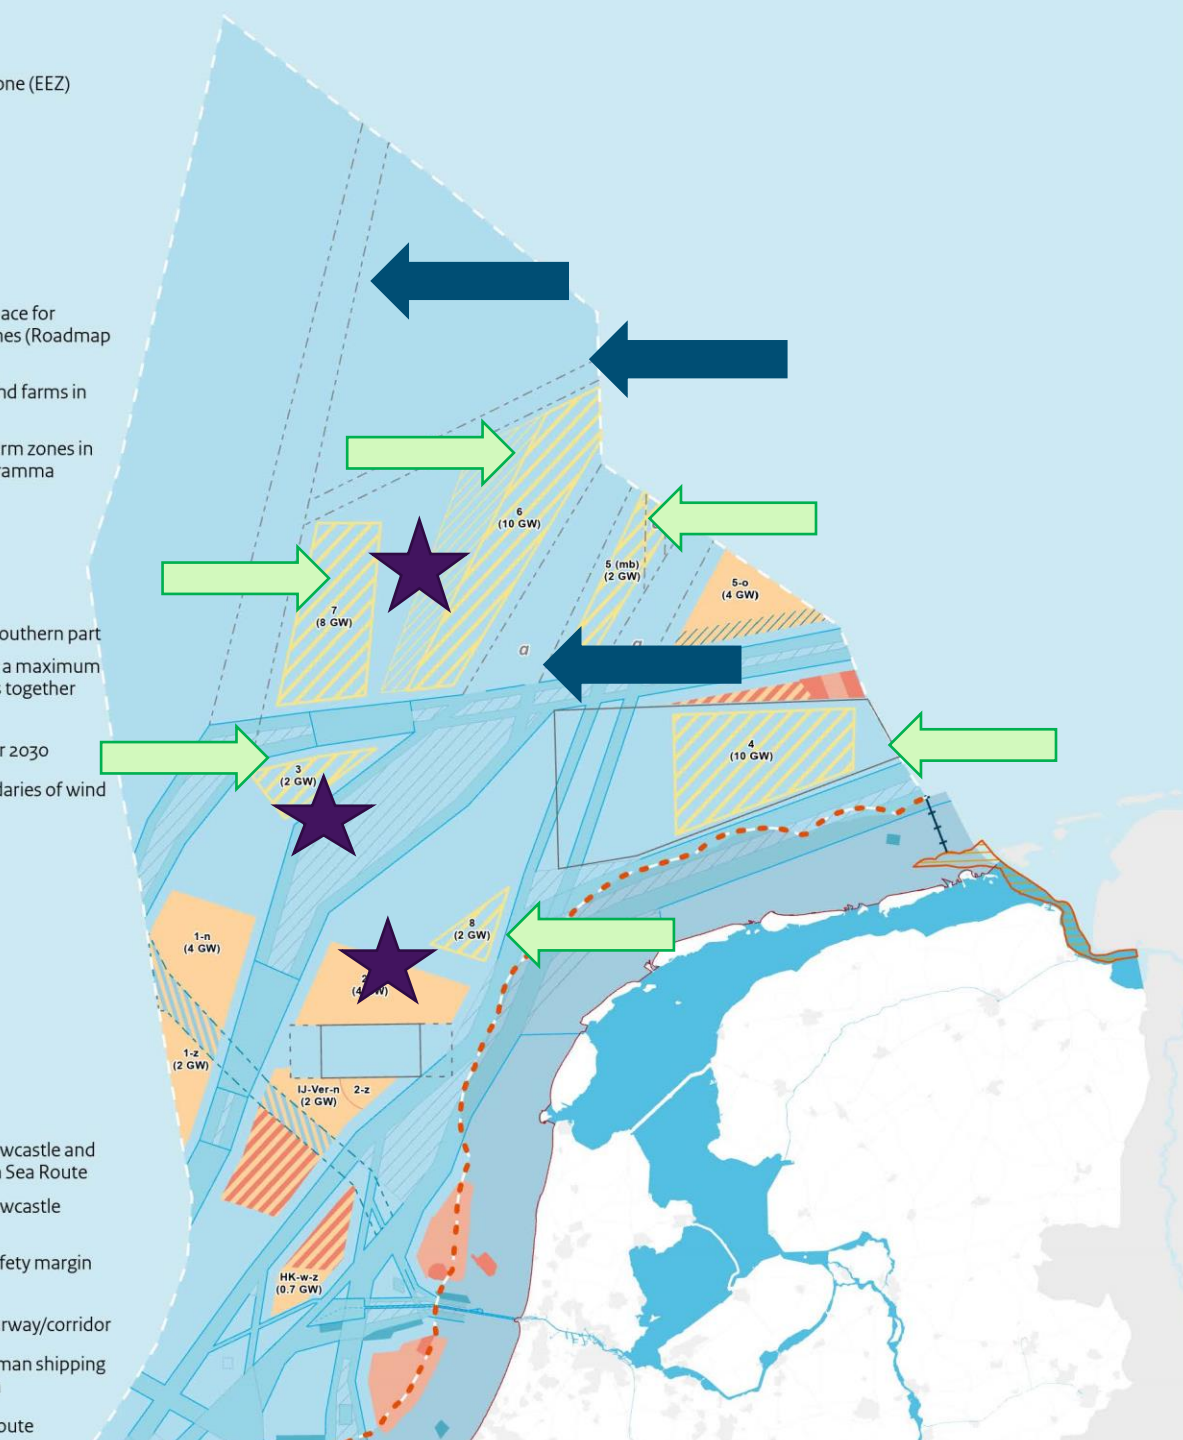 one (EEZ)
ace for
nes (Roadmap
nd farms in
rm zones in
ramma
outhern part
a maximum
s together
r 2030
daries of wind
wcastle and
n Sea Route
wcastle
fety margin
rway/corridor
man shipping
oute
6
(10 GW)
5 (mb)
(2 GW)
5-o
(4 GW)
7
(8 GW)
a
3
(2 GW)
4
(10 GW)
8
(2 GW)
1-n
(4 GW)
1-z
(2 GW)
IJ-Ver-n
(2 GW)
2-z
HK-w-z
(0.7 GW)